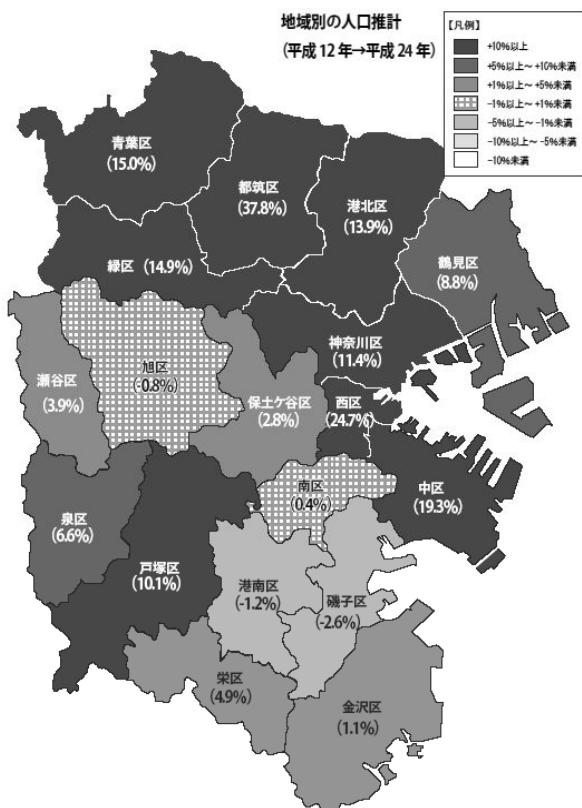 地域別の人口推計
(平成12年→平成24年)
【凡例】
+10%以上
+5%以上~+10%未満
+1%以上~+5%未満
-1%以上~+1%未満
-5%以上~-1%未満
-10%以上~-5%未満
-10%未満
青葉区
(15.0%)
都筑区
(37.8%)
港北区
(13.9%)
鶴見区
(8.8%)
緑区 (14.9%)
神奈川区
(11.4%)
旭区
(-0.8%)
瀬谷区
(3.9%)
保土ケ谷区
(2.8%)
西区
(24.7%)
南区
(0.4%)
中区
(19.3%)
泉区
(6.6%)
戸塚区
(10.1%)
港南区
(-1.2%)
磯子区
(-2.6%)
栄区
(4.9%)
金沢区
(1.1%)